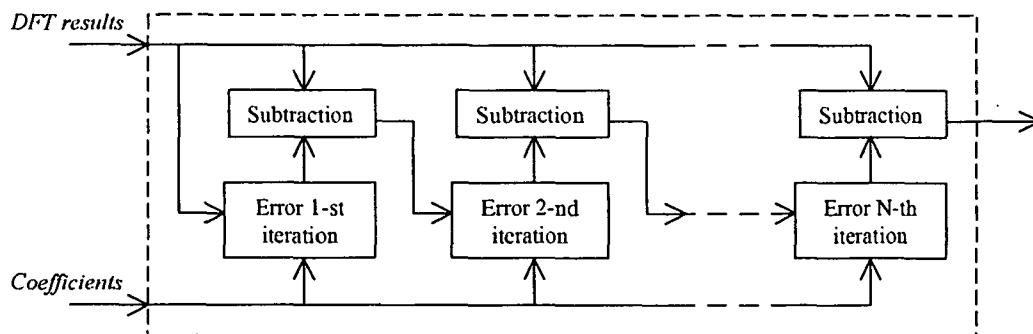 DFT results
Subtraction
Subtraction
Subtraction
Error 1-st
iteration
Error 2-nd
iteration
Error N-th
iteration
Coefficients